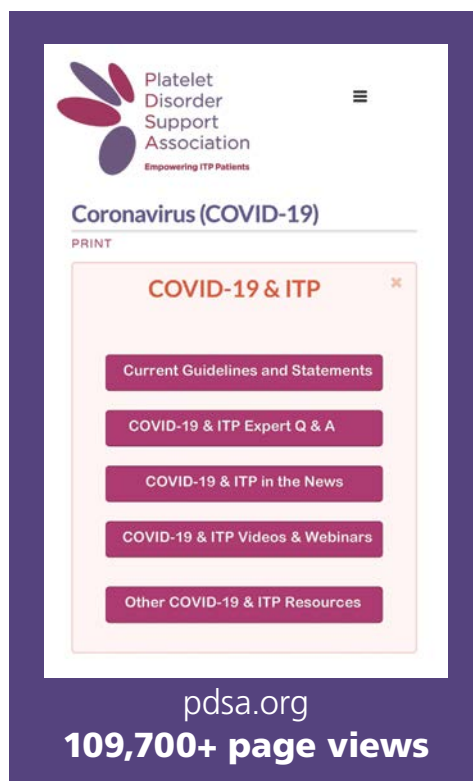 Platelet
Disorder
Support
Association
Empowering ITP Patients
Coronavirus (COVID-19)
PRINT
COVID-19 & ITP
Current Guidelines and Statements
COVID-19 & ITP Expert Q & A
COVID-19 & ITP in the News
COVID-19 & ITP Videos & Webinars
Other COVID-19 & ITP Resources
pdsa.org
109,700+ page views